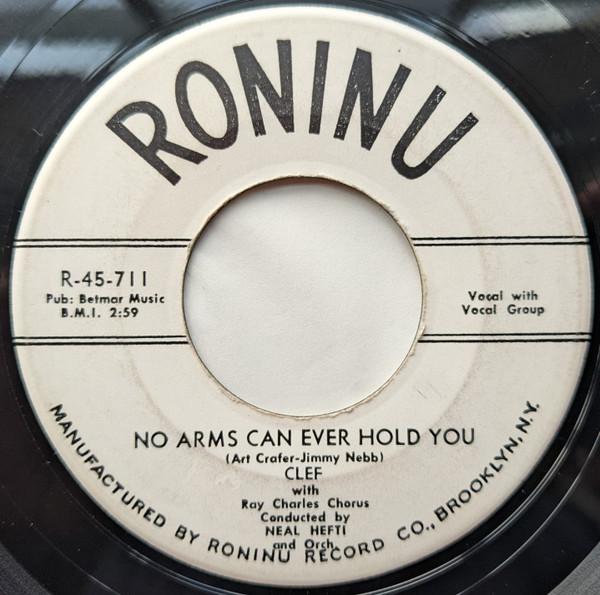 RONINU
R-45-711
Pub: Betmar Music
B.M.I. 2:59
Vocal with
Vocal Group
NO ARMS CAN EVER HOLD YOU
(Art Crafer-Jimmy Nebb)
CLEF
with
Ray Charles Chorus
Conducted by
NEAL HEFTI
and Orch.
MANUFACTURED BY RONINU RECORD CO., BROOKLYN, N.Y.